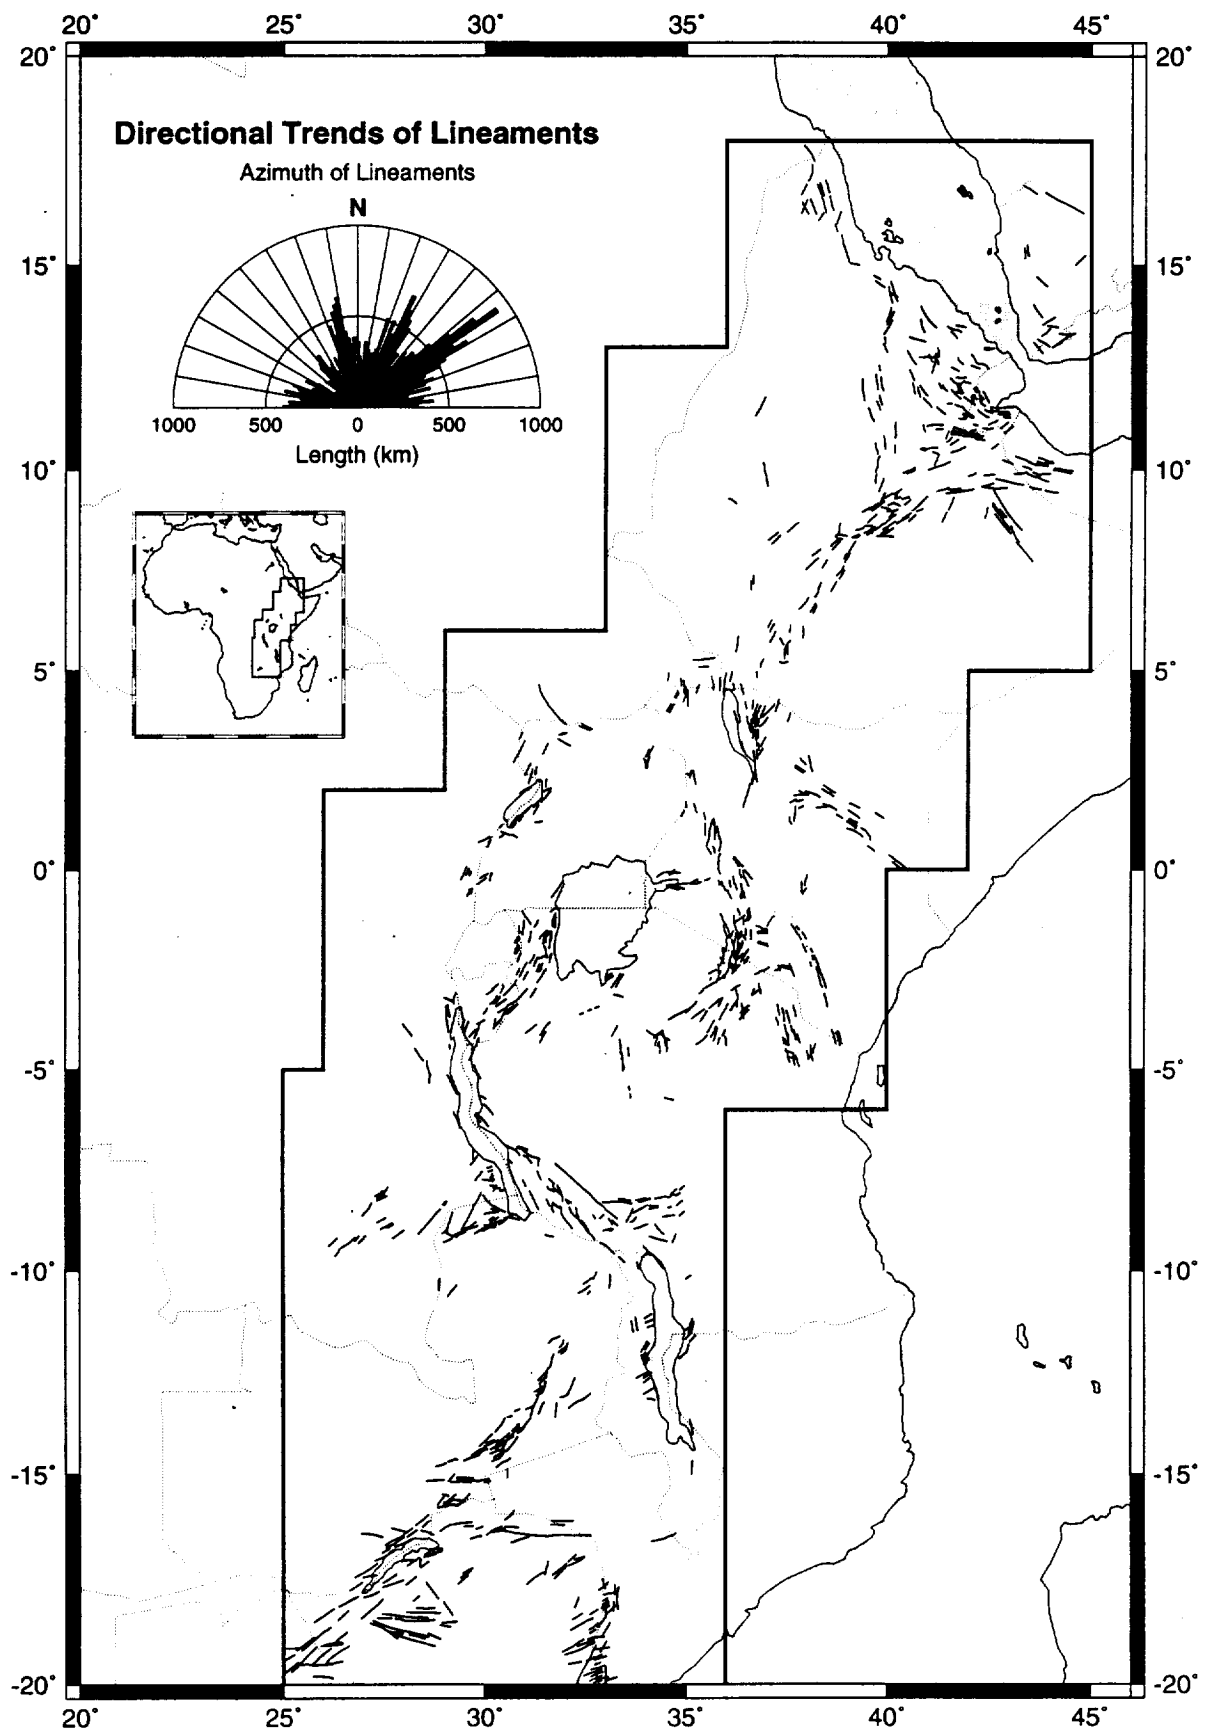 20° 25° 30° 35° 40° 45°
20° 20°
Directional Trends of Lineaments
Azimuth of Lineaments
N
15° 15°
1000 500 0 500 1000
Length (km)
10° 10°
5° 5°
0° 0°
-5° -5°
-10° -10°
-15° -15°
-20° -20°
20° 25° 30° 35° 40° 45°